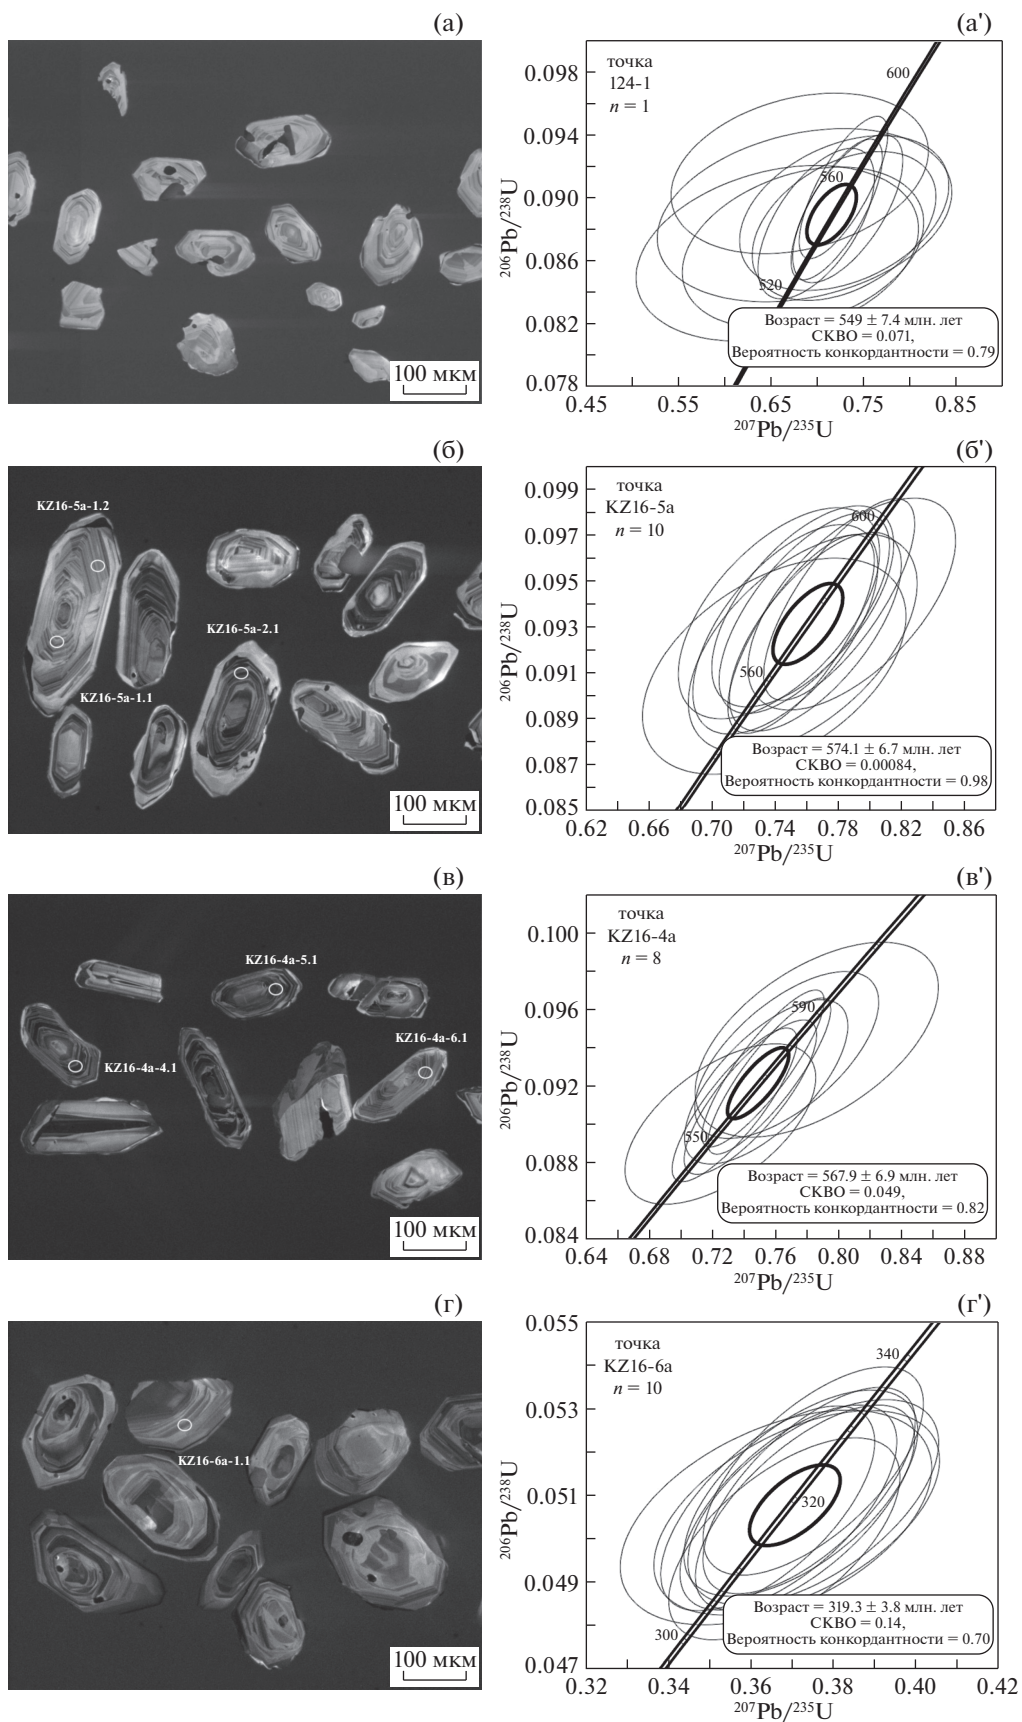 (а)
100 мкм
(а')
точка
124-1
n = 1
600
560
520
Возраст = 549 ± 7.4 млн. лет
СКВО = 0.071,
Вероятность конкордантности = 0.79
0.098
0.094
0.090
0.086
0.082
0.078
206Pb/238U
0.45 0.55 0.65 0.75 0.85
207Pb/235U
(б)
KZ16-5a-1.2
KZ16-5a-2.1
KZ16-5a-1.1
100 мкм
(б')
точка
KZ16-5a
n = 10
600
560
Возраст = 574.1 ± 6.7 млн. лет
СКВО = 0.00084,
Вероятность конкордантности = 0.98
0.099
0.097
0.095
0.093
0.091
0.089
0.087
0.085
206Pb/238U
0.62 0.66 0.70 0.74 0.78 0.82 0.86
207Pb/235U
(в)
KZ16-4a-5.1
KZ16-4a-6.1
KZ16-4a-4.1
100 мкм
(в')
точка
KZ16-4a
n = 8
590
550
Возраст = 567.9 ± 6.9 млн. лет
СКВО = 0.049,
Вероятность конкордантности = 0.82
0.100
0.096
0.092
0.088
0.084
206Pb/238U
0.64 0.68 0.72 0.76 0.80 0.84 0.88
207Pb/235U
(г)
KZ16-6a-1.1
100 мкм
(г')
точка
KZ16-6a
n = 10
340
320
300
Возраст = 319.3 ± 3.8 млн. лет
СКВО = 0.14,
Вероятность конкордантности = 0.70
0.055
0.053
0.051
0.049
0.047
206Pb/238U
0.32 0.34 0.36 0.38 0.40 0.42
207Pb/235U